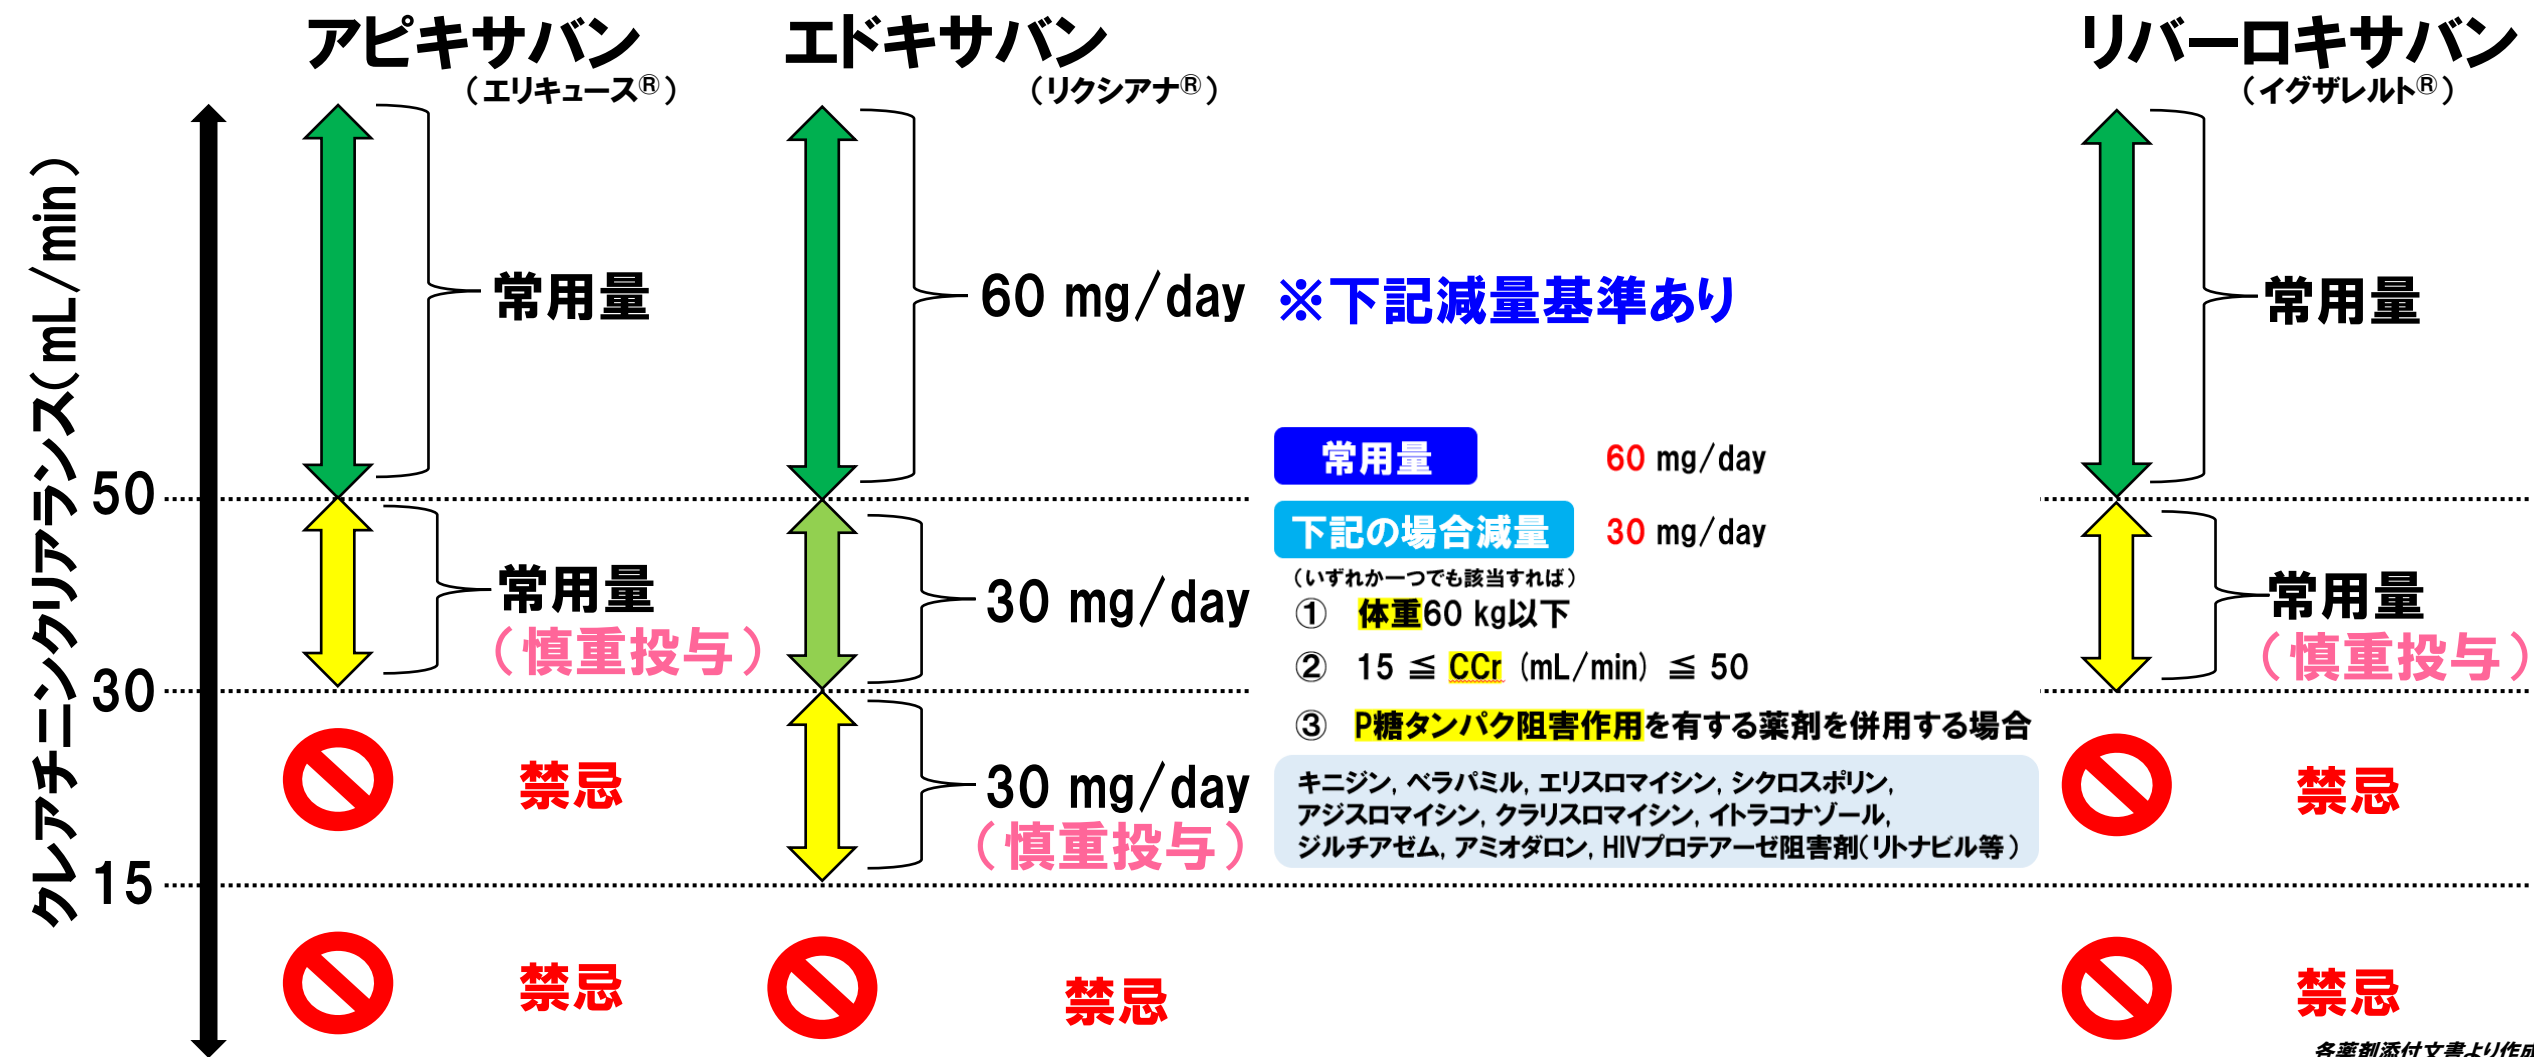 アピキサバン
（エリキュース®）
エドキサバン
（リクシアナ®）
リバーロキサバン
（イグザレルト®）
クレアチニンクリアランス（mL/min）
常用量
60 mg/day ※下記減量基準あり
常用量
常用量 60 mg/day
50
下記の場合減量 30 mg/day
（いずれか一つでも該当すれば）
常用量
（慎重投与）
30 mg/day
① 体重60 kg以下
② 15 ≦ CCr (mL/min) ≦ 50
③ P糖タンパク阻害作用を有する薬剤を併用する場合
常用量
（慎重投与）
30
禁忌
30 mg/day
（慎重投与）
キニジン, ベラパミル, エリスロマイシン, シクロスポリン,
アジスロマイシン, クラリスロマイシン, イトラコナゾール,
ジルチアゼム, アミオダロン, HIVプロテアーゼ阻害剤（リトナビル等）
禁忌
15
禁忌
禁忌
禁忌
各薬剤添付文書より作成